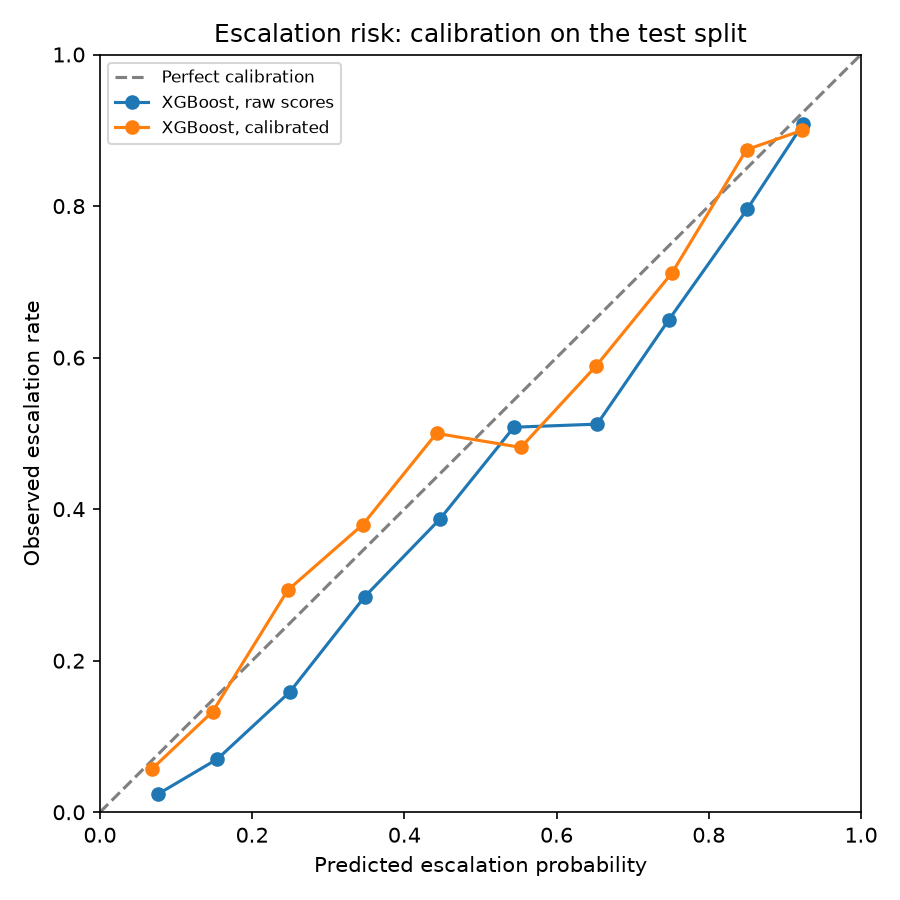 Escalation risk: calibration on the test split
1.0
0.8
0.6
0.4
0.2
0.0
Observed escalation rate
Perfect calibration
XGBoost, raw scores
XGBoost, calibrated
0.0 0.2 0.4 0.6 0.8 1.0
Predicted escalation probability